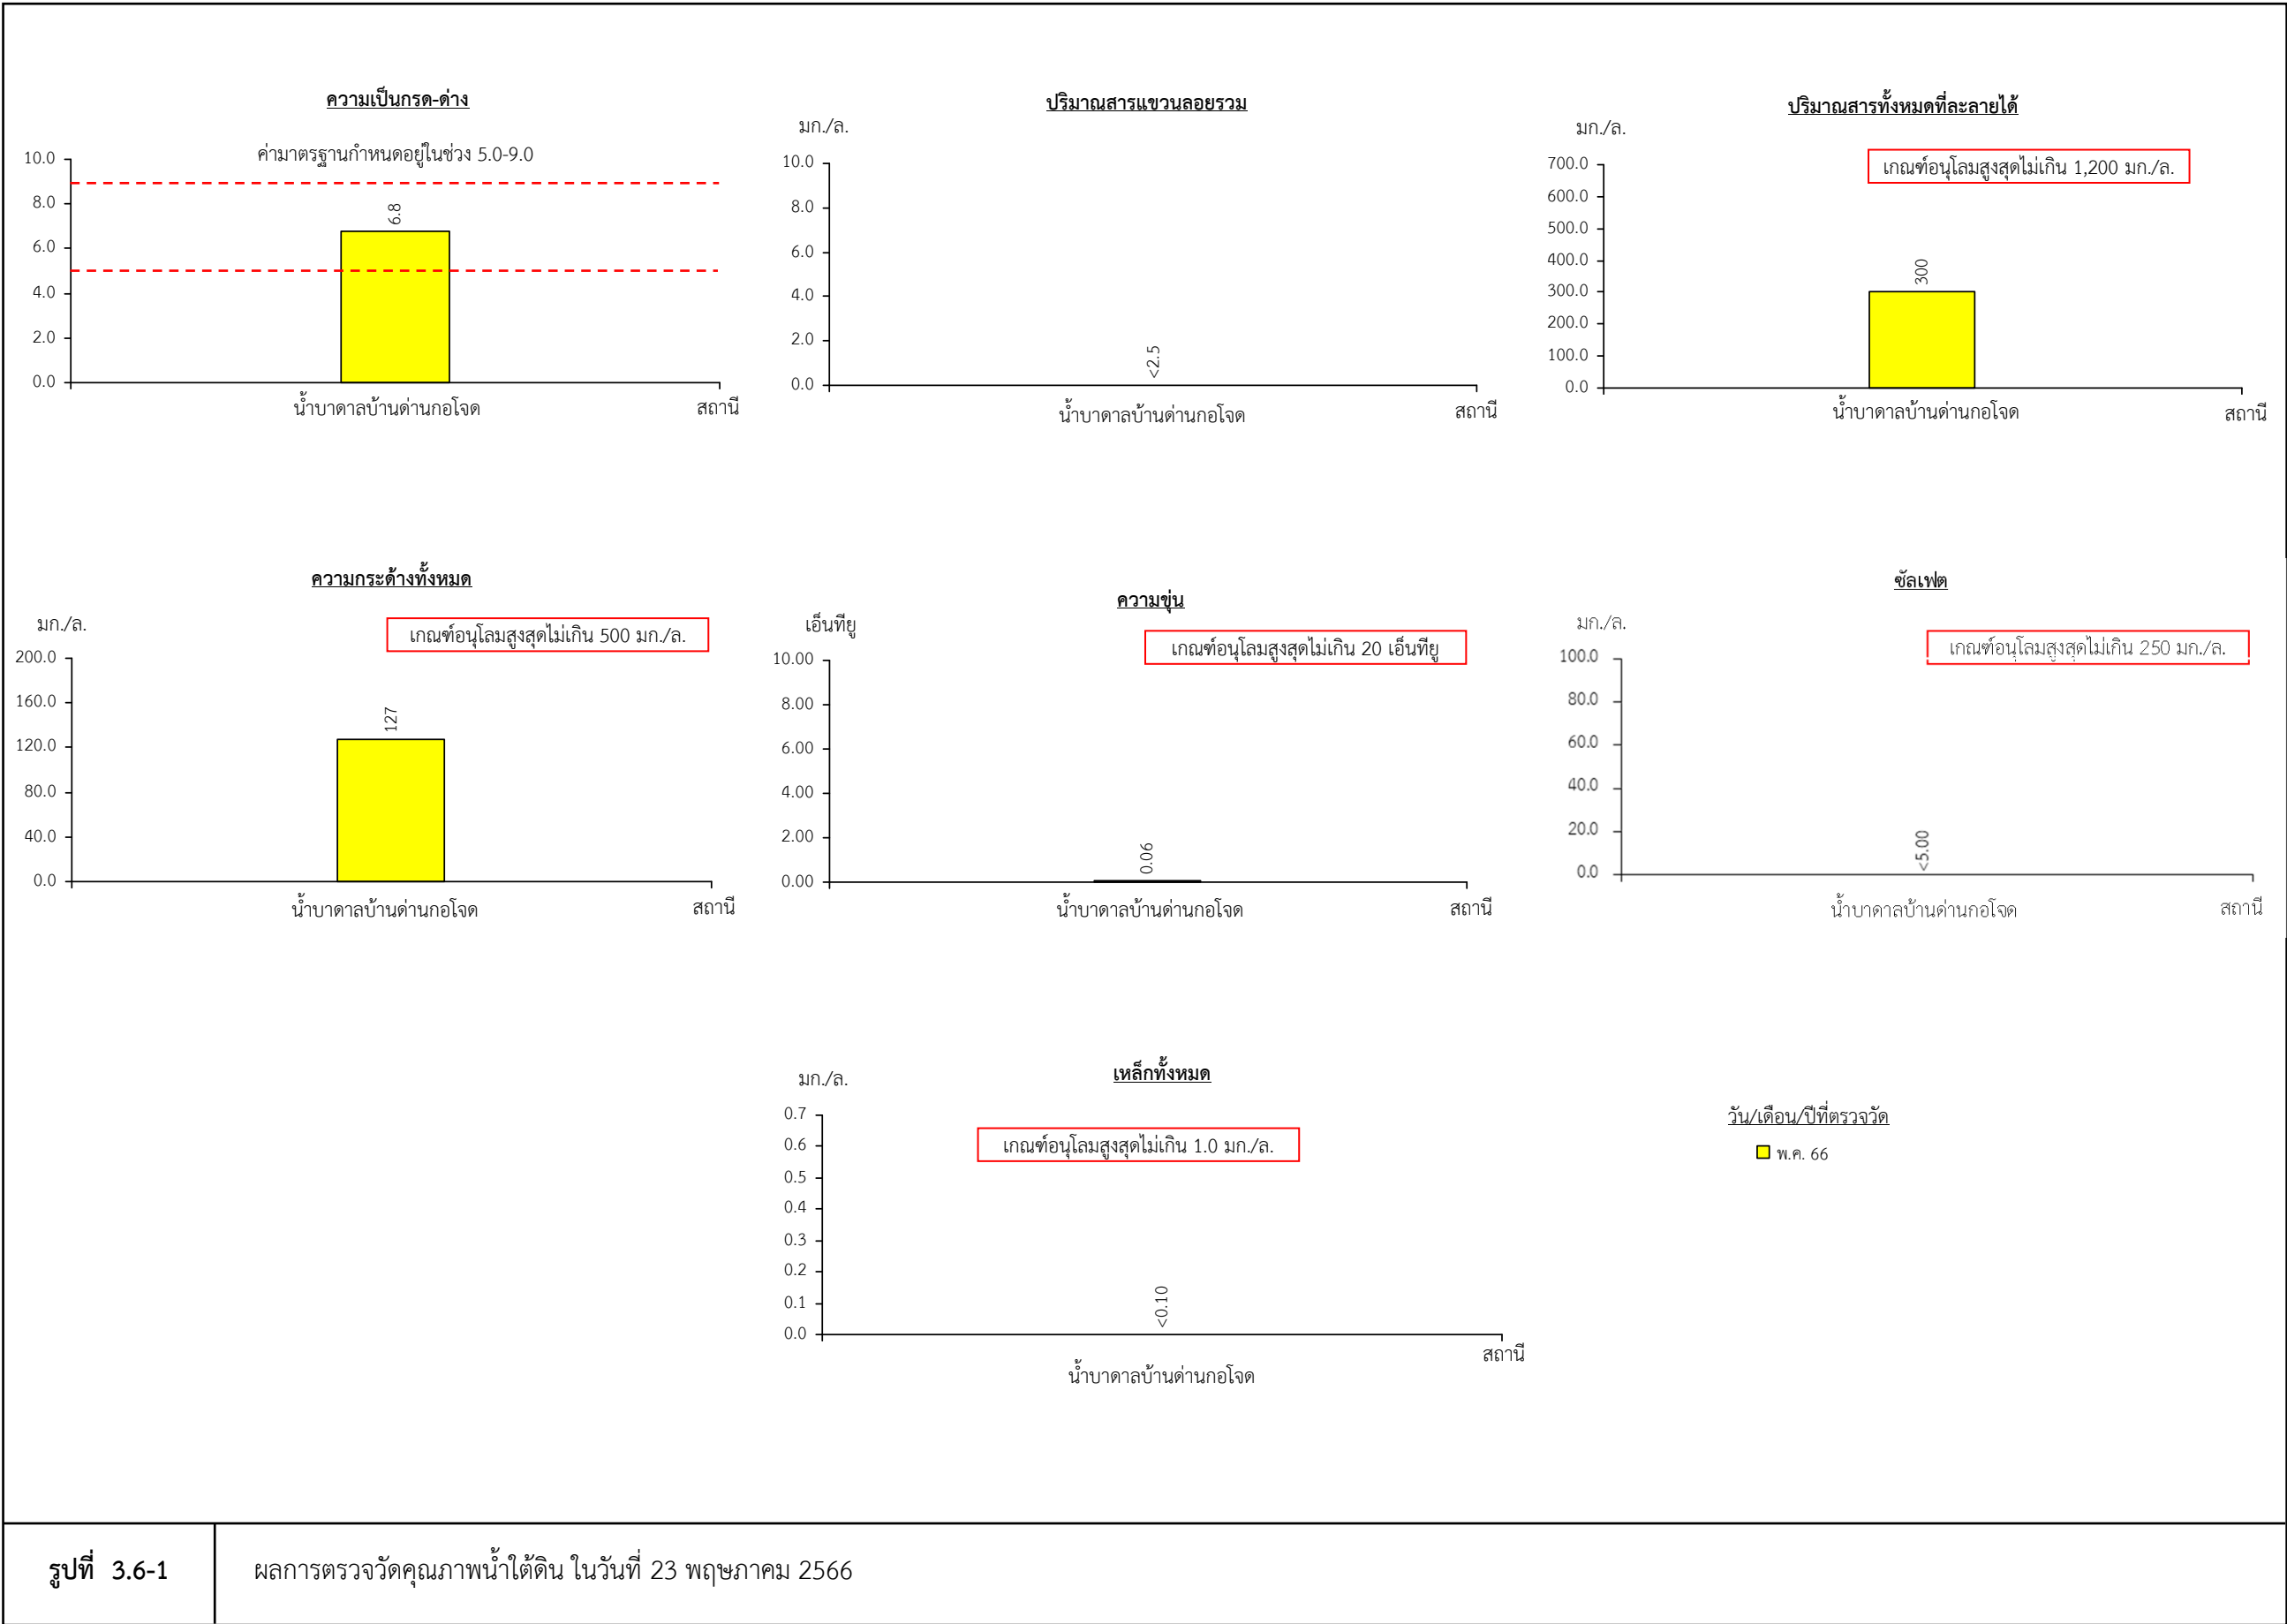 ความเป็นกรด-ด่าง
ค่ามาตรฐานกำหนดอยู่ในช่วง 5.0-9.0
10.0
8.0
6.0
4.0
2.0
0.0
6.8
น้ำบาดาลบ้านด่านกอโจด
สถานี
ปริมาณสารแขวนลอยรวม
มก./ล.
10.0
8.0
6.0
4.0
2.0
0.0
<2.5
น้ำบาดาลบ้านด่านกอโจด
สถานี
ปริมาณสารทั้งหมดที่ละลายได้
มก./ล.
เกณฑ์อนุโลมสูงสุดไม่เกิน 1,200 มก./ล.
700.0
600.0
500.0
400.0
300.0
200.0
100.0
0.0
300
น้ำบาดาลบ้านด่านกอโจด
สถานี
ความกระด้างทั้งหมด
มก./ล.
เกณฑ์อนุโลมสูงสุดไม่เกิน 500 มก./ล.
200.0
160.0
120.0
80.0
40.0
0.0
127
น้ำบาดาลบ้านด่านกอโจด
สถานี
ความขุ่น
เอ็นทียู
เกณฑ์อนุโลมสูงสุดไม่เกิน 20 เอ็นทียู
10.00
8.00
6.00
4.00
2.00
0.00
0.06
น้ำบาดาลบ้านด่านกอโจด
สถานี
ซัลเฟต
มก./ล.
เกณฑ์อนุโลมสูงสุดไม่เกิน 250 มก./ล.
100.0
80.0
60.0
40.0
20.0
0.0
<5.00
น้ำบาดาลบ้านด่านกอโจด
สถานี
เหล็กทั้งหมด
มก./ล.
เกณฑ์อนุโลมสูงสุดไม่เกิน 1.0 มก./ล.
0.7
0.6
0.5
0.4
0.3
0.2
0.1
0.0
<0.10
น้ำบาดาลบ้านด่านกอโจด
สถานี
วัน/เดือน/ปีที่ตรวจวัด
พ.ค. 66
รูปที่ 3.6-1
ผลการตรวจวัดคุณภาพน้ำใต้ดิน ในวันที่ 23 พฤษภาคม 2566